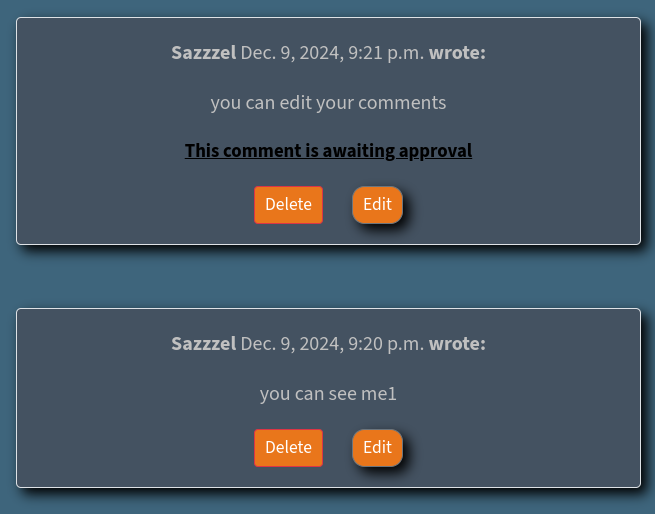 Sazzzel Dec. 9, 2024, 9:21 p.m. wrote:
you can edit your comments
This comment is awaiting approval
Delete Edit
Sazzzel Dec. 9, 2024, 9:20 p.m. wrote:
you can see me1
Delete Edit